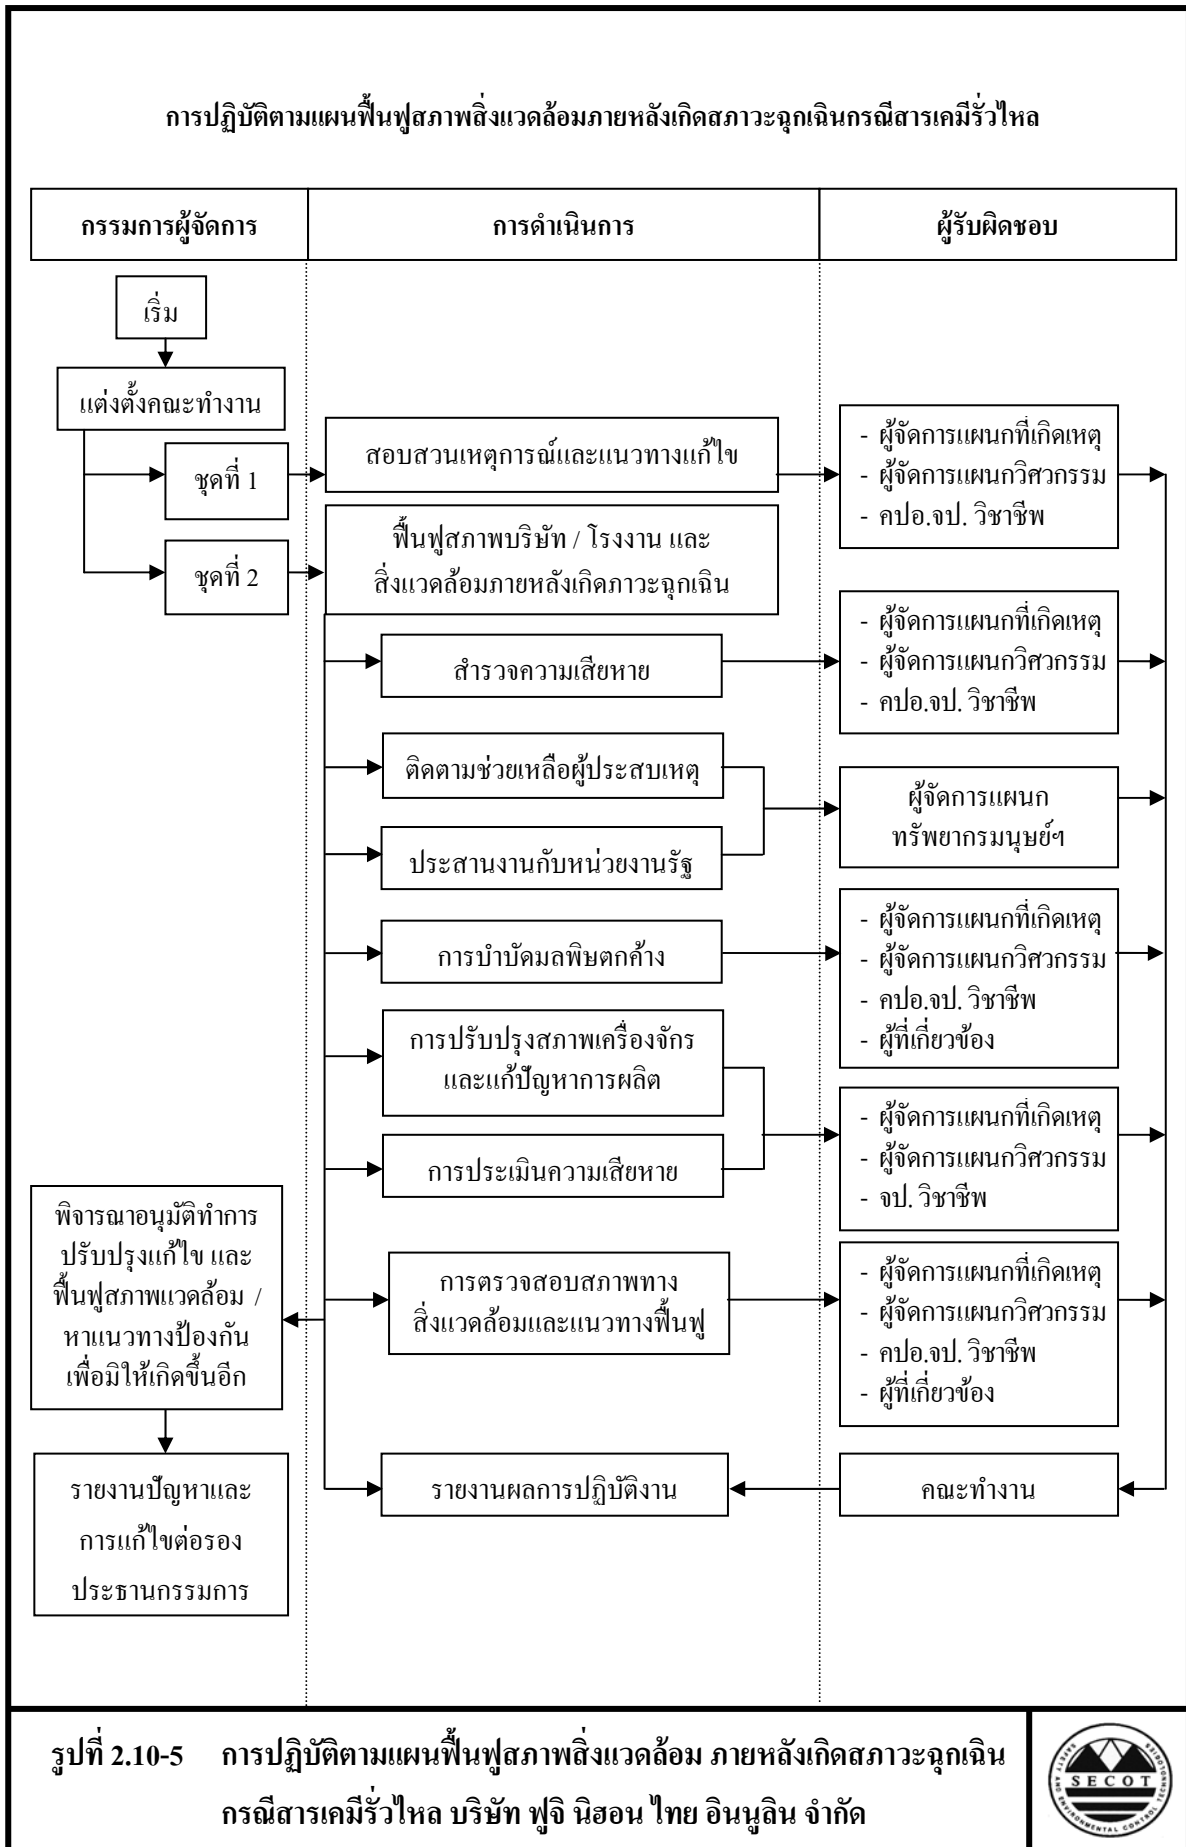 การปฏิบัติตามแผนฟื้นฟูสภาพสิ่งแวดล้อมภายหลังเกิดสภาวะฉุกเฉินกรณีสารเคมีรั่วไหล
กรรมการผู้จัดการ
การดำเนินการ
ผู้รับผิดชอบ
เริ่ม
แต่งตั้งคณะทำงาน
ชุดที่ 1
สอบสวนเหตุการณ์และแนวทางแก้ไข
- ผู้จัดการแผนกที่เกิดเหตุ
- ผู้จัดการแผนกวิศวกรรม
- คปอ.จป. วิชาชีพ
ชุดที่ 2
ฟื้นฟูสภาพบริษัท / โรงงาน และ
สิ่งแวดล้อมภายหลังเกิดภาวะฉุกเฉิน
สำรวจความเสียหาย
- ผู้จัดการแผนกที่เกิดเหตุ
- ผู้จัดการแผนกวิศวกรรม
- คปอ.จป. วิชาชีพ
ติดตามช่วยเหลือผู้ประสบเหตุ
ประสานงานกับหน่วยงานรัฐ
ผู้จัดการแผนก
ทรัพยากรมนุษย์ฯ
การบำบัดมลพิษตกค้าง
- ผู้จัดการแผนกที่เกิดเหตุ
- ผู้จัดการแผนกวิศวกรรม
- คปอ.จป. วิชาชีพ
- ผู้ที่เกี่ยวข้อง
การปรับปรุงสภาพเครื่องจักร
และแก้ปัญหาการผลิต
การประเมินความเสียหาย
- ผู้จัดการแผนกที่เกิดเหตุ
- ผู้จัดการแผนกวิศวกรรม
- จป. วิชาชีพ
พิจารณาอนุมัติทำการ
ปรับปรุงแก้ไข และ
ฟื้นฟูสภาพแวดล้อม /
หาแนวทางป้องกัน
เพื่อมิให้เกิดขึ้นอีก
การตรวจสอบสภาพทาง
สิ่งแวดล้อมและแนวทางฟื้นฟู
- ผู้จัดการแผนกที่เกิดเหตุ
- ผู้จัดการแผนกวิศวกรรม
- คปอ.จป. วิชาชีพ
- ผู้ที่เกี่ยวข้อง
รายงานปัญหาและ
การแก้ไขต่อรอง
ประธานกรรมการ
รายงานผลการปฏิบัติงาน
คณะทำงาน
รูปที่ 2.10-5 การปฏิบัติตามแผนฟื้นฟูสภาพสิ่งแวดล้อม ภายหลังเกิดสภาวะฉุกเฉิน
กรณีสารเคมีรั่วไหล บริษัท ฟูจิ นิฮอน ไทย อินนูลิน จำกัด
SECOT
SAFETY AND ENVIRONMENTAL CONTROL TECHNOLOGIES